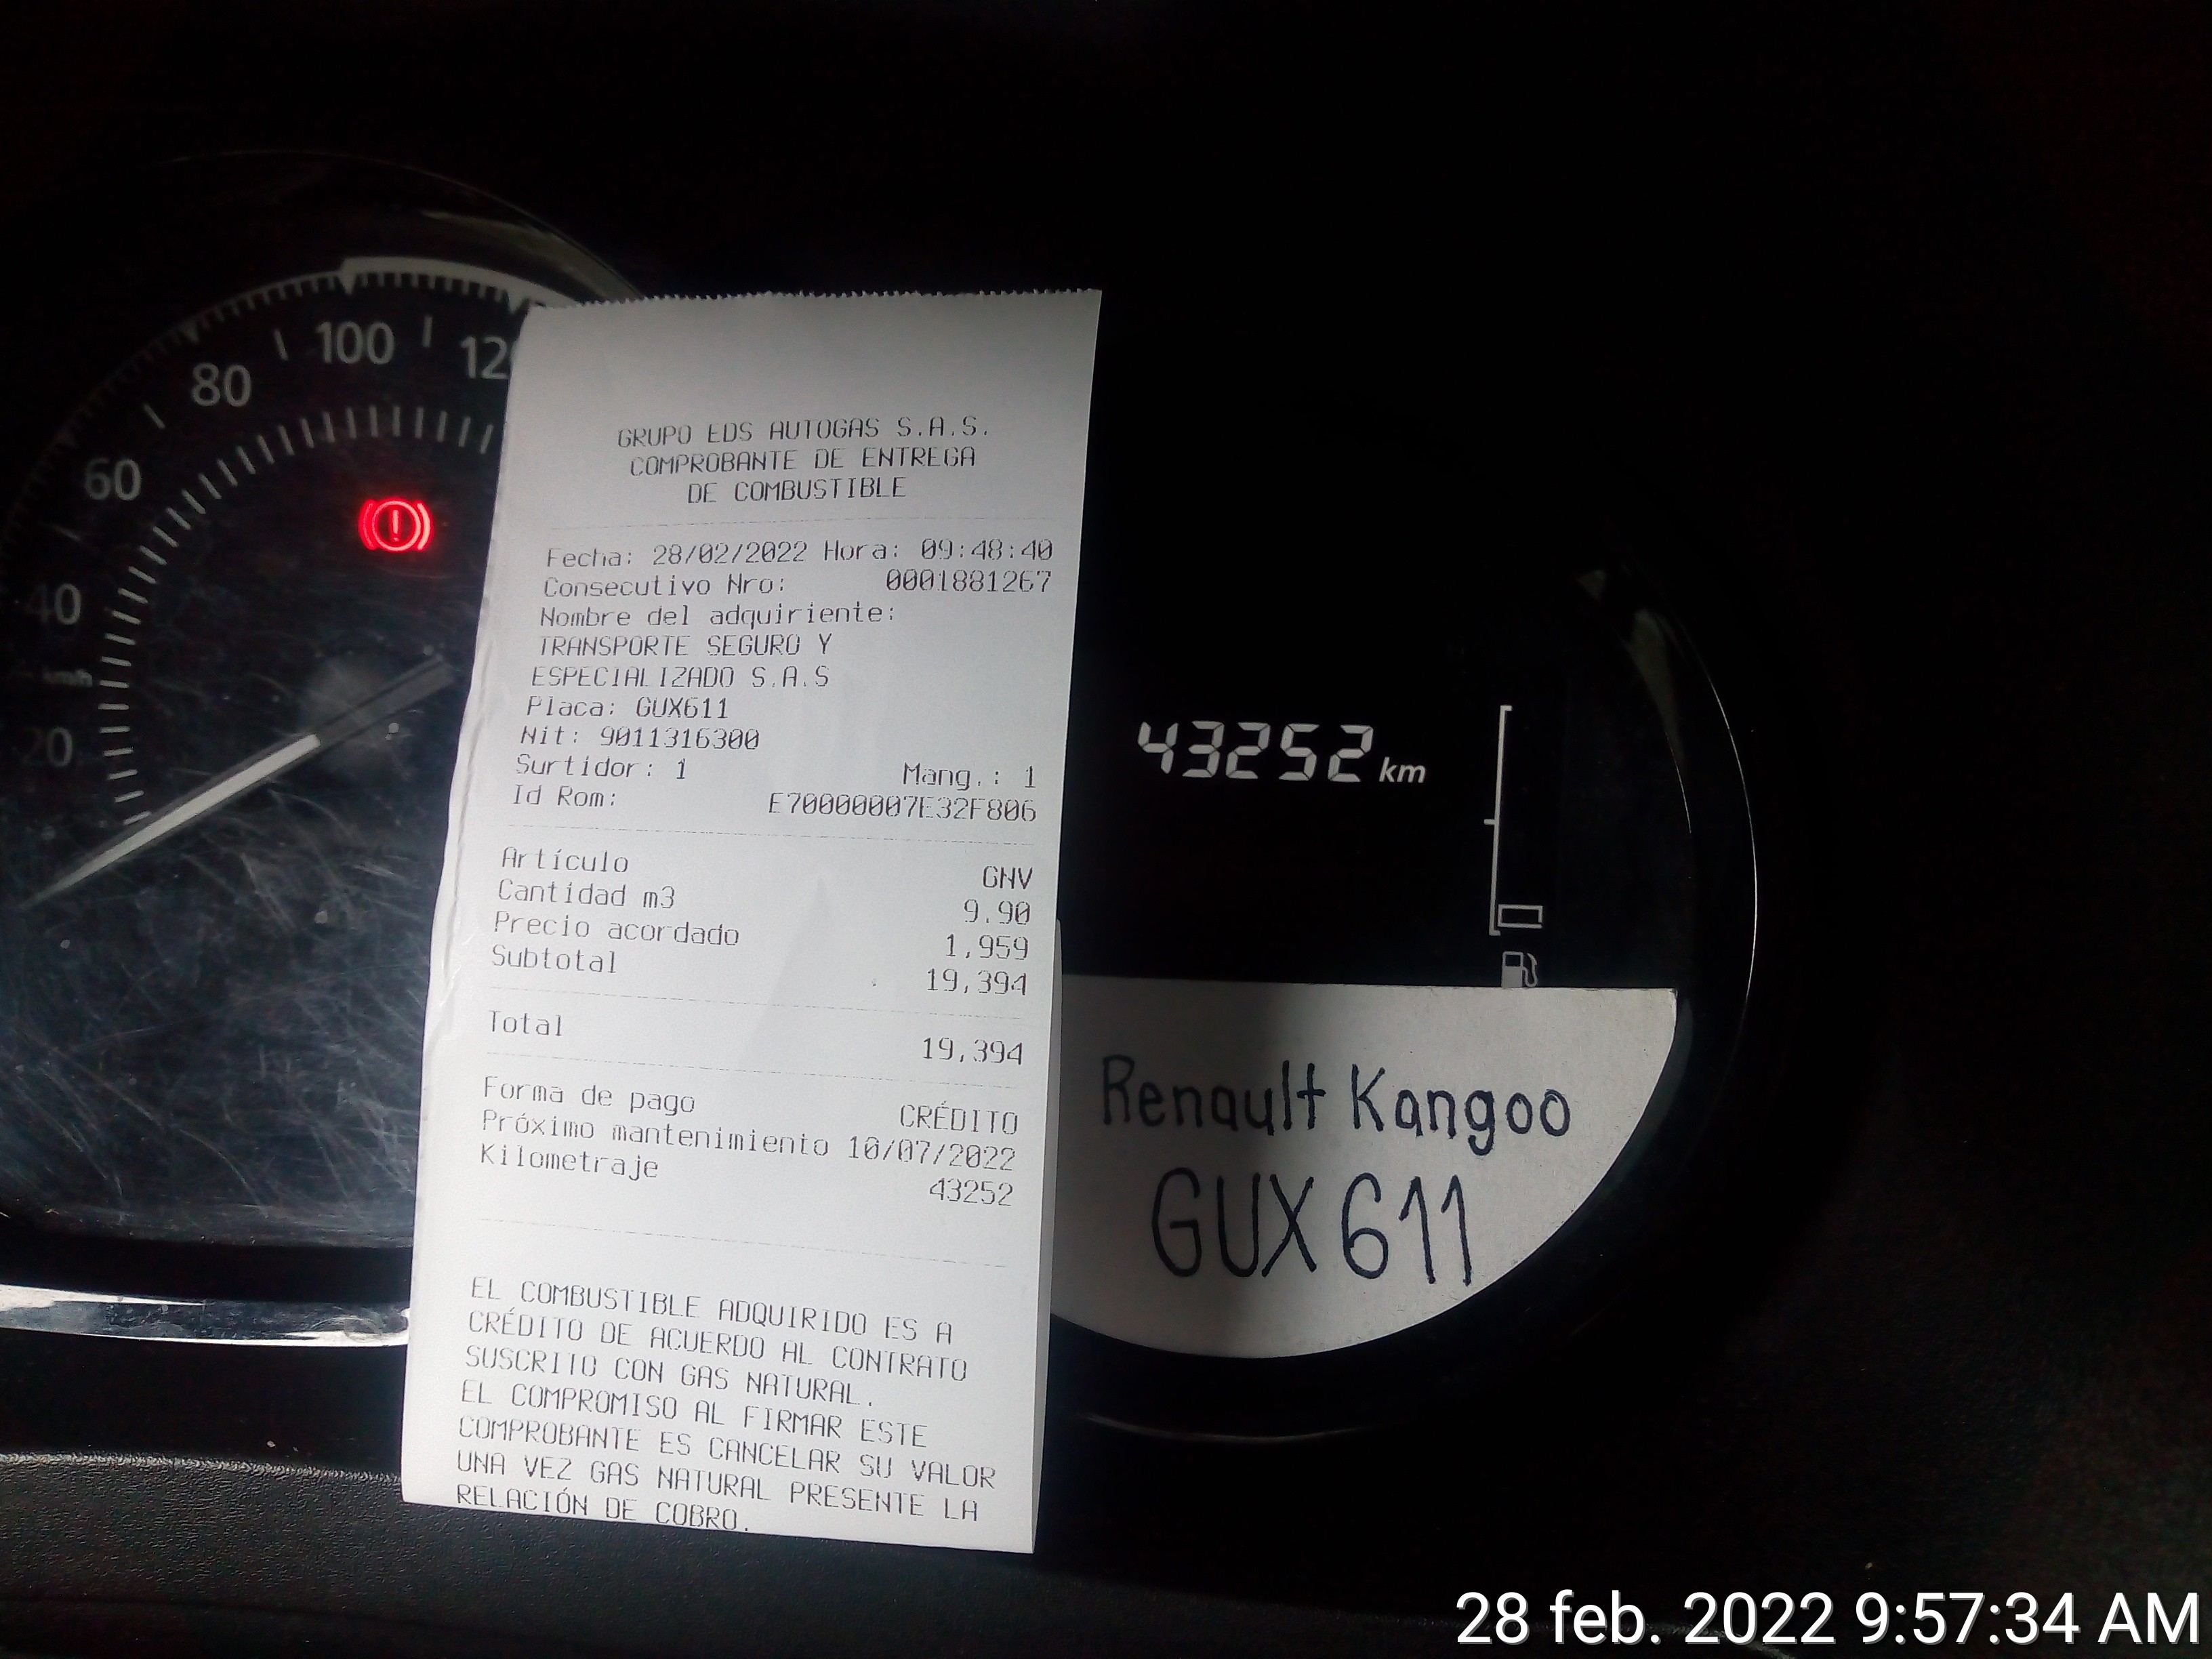 100
120
80
60
40
km/h
20
GRUPO EDS AUTOGAS S.A.S.
COMPROBANTE DE ENTREGA
DE COMBUSTIBLE
Fecha: 28/02/2022 Hora: 09:48:40
Consecutivo Nro: 0001881267
Nombre del adquiriente:
TRANSPORTE SEGURO Y
ESPECIALIZADO S.A.S
Placa: GUX611
Nit: 9011316300
Surtidor: 1 Mang.: 1
Id Rom: E70000007E32F806
Artículo GNV
Cantidad m3 9.90
Precio acordado 1,959
Subtotal 19,394
Total 19,394
Forma de pago CRÉDITO
Próximo mantenimiento 10/07/2022
Kilometraje 43252
EL COMBUSTIBLE ADQUIRIDO ES A
CRÉDITO DE ACUERDO AL CONTRATO
SUSCRITO CON GAS NATURAL.
EL COMPROMISO AL FIRMAR ESTE
COMPROBANTE ES CANCELAR SU VALOR
UNA VEZ GAS NATURAL PRESENTE LA
RELACIÓN DE COBRO.
43252 km
Renault Kangoo
GUX 611
28 feb. 2022 9:57:34 AM